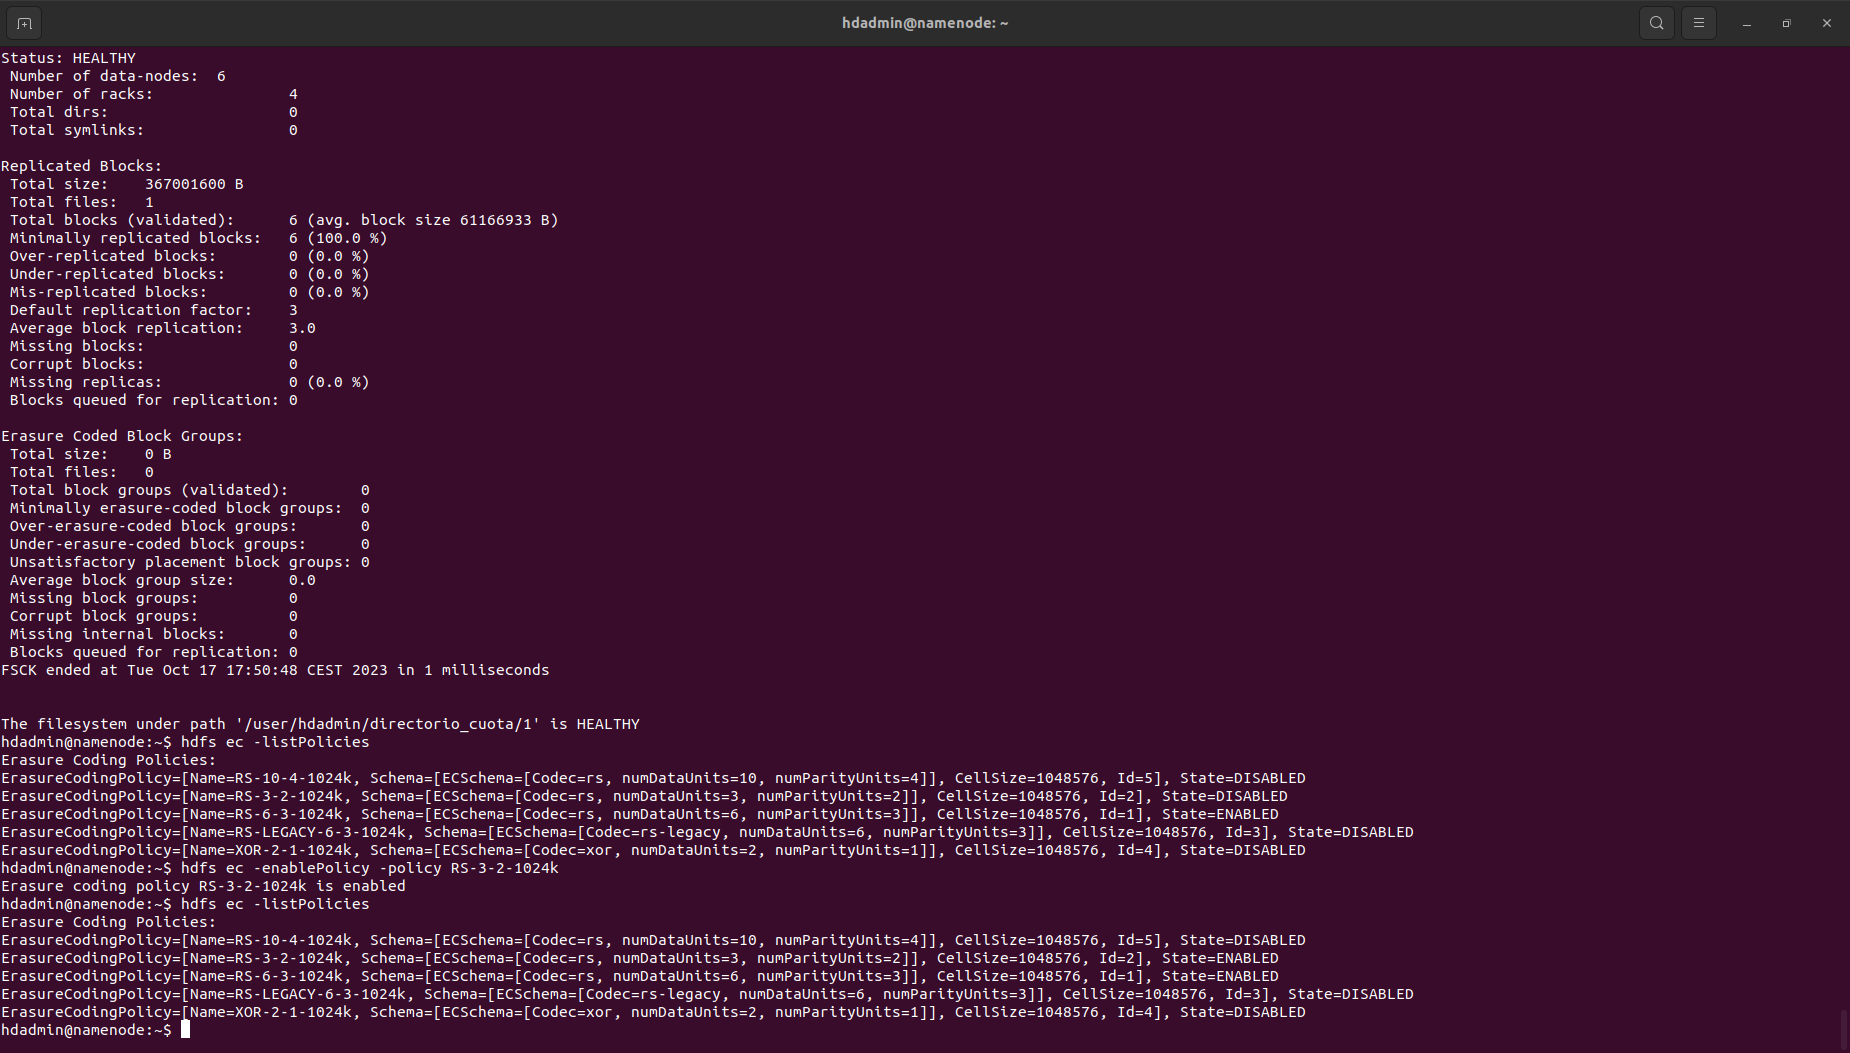 hdadmin@namenode: ~
Status: HEALTHY
Number of data-nodes: 6
Number of racks: 4
Total dirs: 0
Total symlinks: 0
Replicated Blocks:
Total size: 367001600 B
Total files: 1
Total blocks (validated): 6 (avg. block size 61166933 B)
Minimally replicated blocks: 6 (100.0 %)
Over-replicated blocks: 0 (0.0 %)
Under-replicated blocks: 0 (0.0 %)
Mis-replicated blocks: 0 (0.0 %)
Default replication factor: 3
Average block replication: 3.0
Missing blocks: 0
Corrupt blocks: 0
Missing replicas: 0 (0.0 %)
Blocks queued for replication: 0
Erasure Coded Block Groups:
Total size: 0 B
Total files: 0
Total block groups (validated): 0
Minimally erasure-coded block groups: 0
Over-erasure-coded block groups: 0
Under-erasure-coded block groups: 0
Unsatisfactory placement block groups: 0
Average block group size: 0.0
Missing block groups: 0
Corrupt block groups: 0
Missing internal blocks: 0
Blocks queued for replication: 0
FSCK ended at Tue Oct 17 17:50:48 CEST 2023 in 1 milliseconds
The filesystem under path '/user/hdadmin/directorio_cuota/1' is HEALTHY
hdadmin@namenode:~$ hdfs ec -listPolicies
Erasure Coding Policies:
ErasureCodingPolicy=[Name=RS-10-4-1024k, Schema=[ECSchema=[Codec=rs, numDataUnits=10, numParityUnits=4]], CellSize=1048576, Id=5], State=DISABLED
ErasureCodingPolicy=[Name=RS-3-2-1024k, Schema=[ECSchema=[Codec=rs, numDataUnits=3, numParityUnits=2]], CellSize=1048576, Id=2], State=DISABLED
ErasureCodingPolicy=[Name=RS-6-3-1024k, Schema=[ECSchema=[Codec=rs, numDataUnits=6, numParityUnits=3]], CellSize=1048576, Id=1], State=ENABLED
ErasureCodingPolicy=[Name=RS-LEGACY-6-3-1024k, Schema=[ECSchema=[Codec=rs-legacy, numDataUnits=6, numParityUnits=3]], CellSize=1048576, Id=3], State=DISABLED
ErasureCodingPolicy=[Name=XOR-2-1-1024k, Schema=[ECSchema=[Codec=xor, numDataUnits=2, numParityUnits=1]], CellSize=1048576, Id=4], State=DISABLED
hdadmin@namenode:~$ hdfs ec -enablePolicy -policy RS-3-2-1024k
Erasure coding policy RS-3-2-1024k is enabled
hdadmin@namenode:~$ hdfs ec -listPolicies
Erasure Coding Policies:
ErasureCodingPolicy=[Name=RS-10-4-1024k, Schema=[ECSchema=[Codec=rs, numDataUnits=10, numParityUnits=4]], CellSize=1048576, Id=5], State=DISABLED
ErasureCodingPolicy=[Name=RS-3-2-1024k, Schema=[ECSchema=[Codec=rs, numDataUnits=3, numParityUnits=2]], CellSize=1048576, Id=2], State=ENABLED
ErasureCodingPolicy=[Name=RS-6-3-1024k, Schema=[ECSchema=[Codec=rs, numDataUnits=6, numParityUnits=3]], CellSize=1048576, Id=1], State=ENABLED
ErasureCodingPolicy=[Name=RS-LEGACY-6-3-1024k, Schema=[ECSchema=[Codec=rs-legacy, numDataUnits=6, numParityUnits=3]], CellSize=1048576, Id=3], State=DISABLED
ErasureCodingPolicy=[Name=XOR-2-1-1024k, Schema=[ECSchema=[Codec=xor, numDataUnits=2, numParityUnits=1]], CellSize=1048576, Id=4], State=DISABLED
hdadmin@namenode:~$